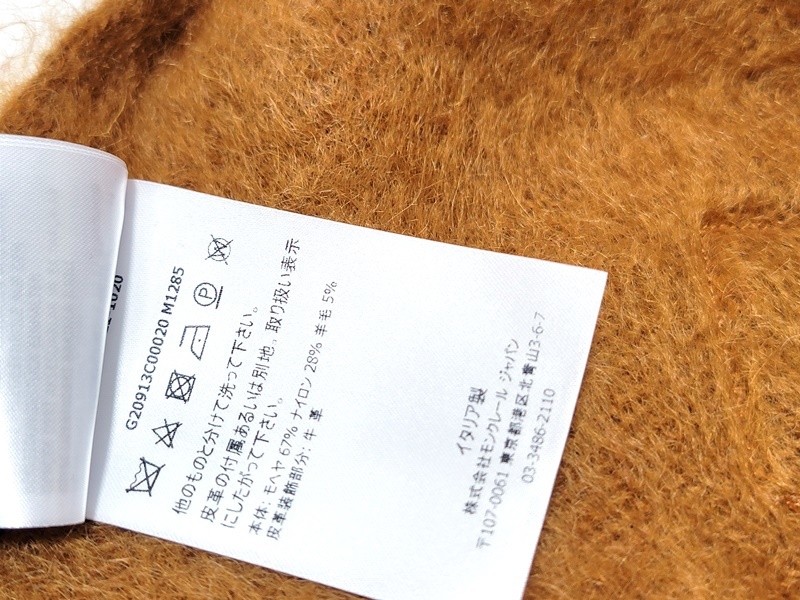 G20913C00020 M1285
他のものと分けて洗って下さい。
皮革の付属あるいは別地。取り扱い表示
にしたがって下さい。
本体: モヘヤ 67% ナイロン 28% 羊毛 5%
皮革装飾部分: 牛 革
イタリア製
株式会社モンクレール ジャパン
〒107-0061 東京都港区北青山3-6-7
03-3486-2110
1020